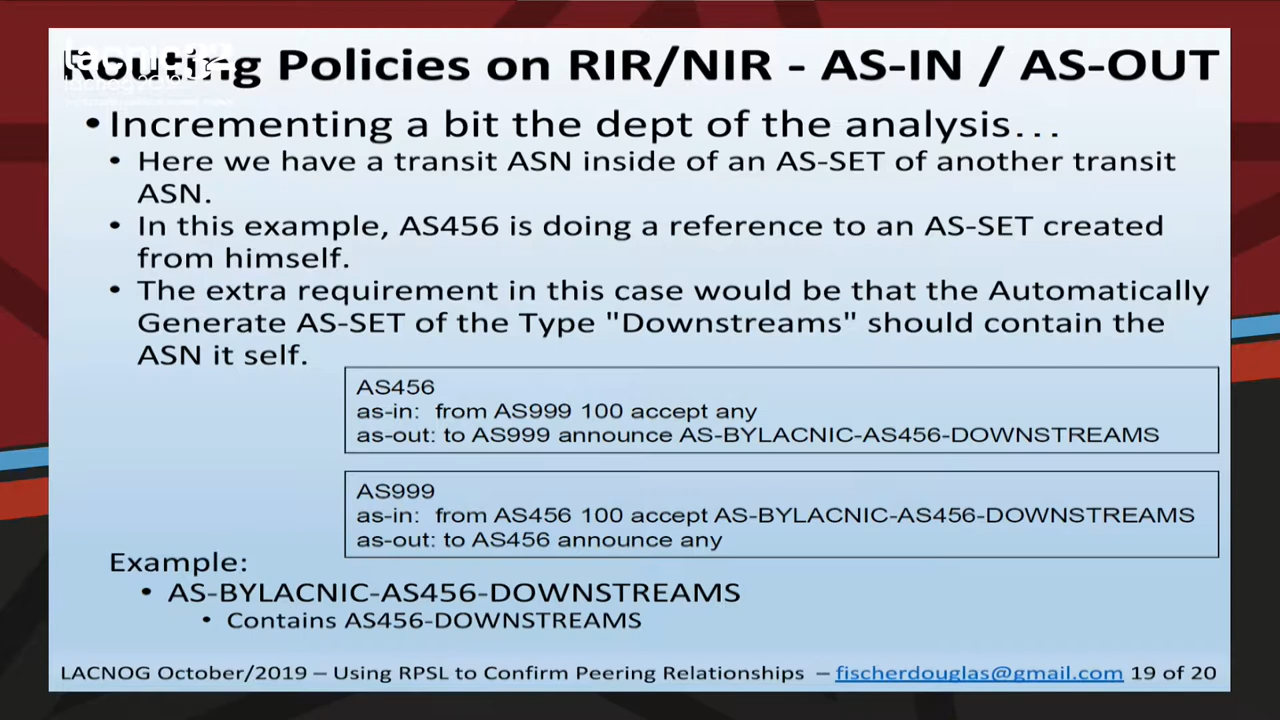 lacnic32
lacnog2019
Routing Policies on RIR/NIR - AS-IN / AS-OUT
• Incrementing a bit the dept of the analysis...
• Here we have a transit ASN inside of an AS-SET of another transit
ASN.
• In this example, AS456 is doing a reference to an AS-SET created
from himself.
• The extra requirement in this case would be that the Automatically
Generate AS-SET of the Type "Downstreams" should contain the
ASN it self.
AS456
as-in: from AS999 100 accept any
as-out: to AS999 announce AS-BYLACNIC-AS456-DOWNSTREAMS
AS999
as-in: from AS456 100 accept AS-BYLACNIC-AS456-DOWNSTREAMS
as-out: to AS456 announce any
Example:
• AS-BYLACNIC-AS456-DOWNSTREAMS
• Contains AS456-DOWNSTREAMS
LACNOG October/2019 – Using RPSL to Confirm Peering Relationships – fischerdouglas@gmail.com 19 of 20